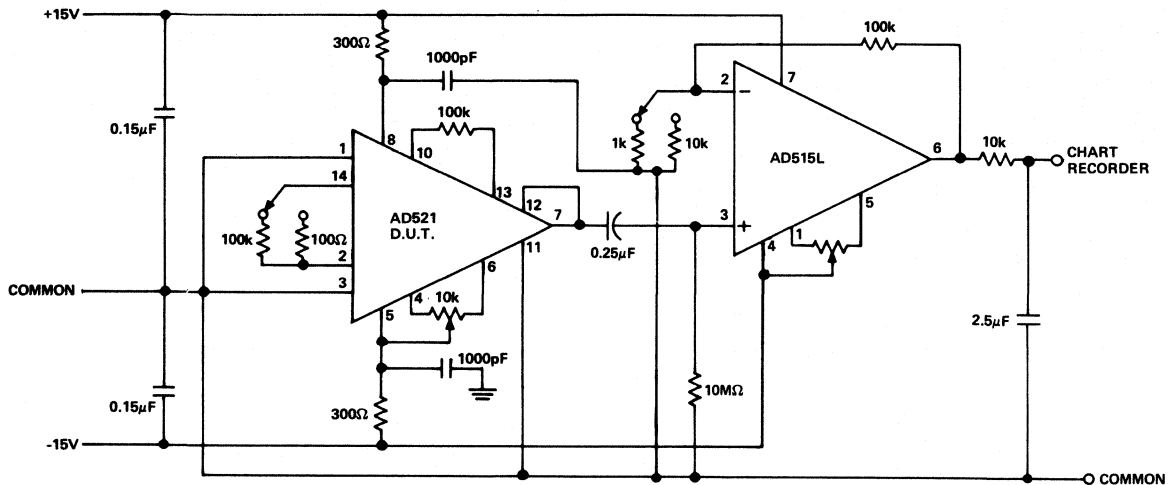 +15V
300Ω
1000pF
100k
0.15µF
8
10
100k
13
1
14
12
7
AD521
D.U.T.
100k
100Ω
2
3
11
6
4
10k
5
COMMON
1000pF
0.15µF
300Ω
-15V
0.25µF
1k
10k
2
−
7
AD515L
6
10k
CHART
RECORDER
3
+
4
1
5
10MΩ
2.5µF
COMMON